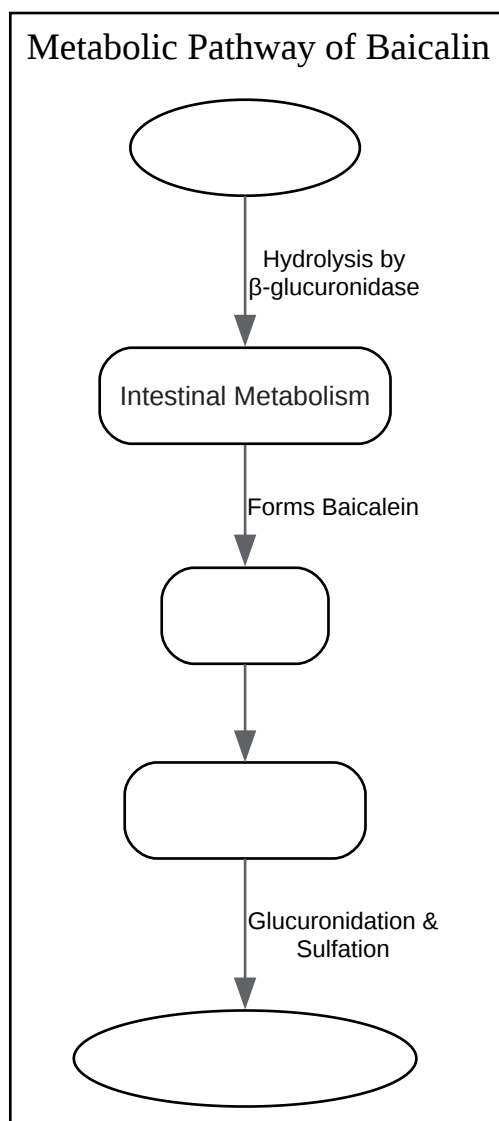 Metabolic Pathway of Baicalin
Hydrolysis by
β-glucuronidase
Intestinal Metabolism
Forms Baicalein
Glucuronidation &
Sulfation